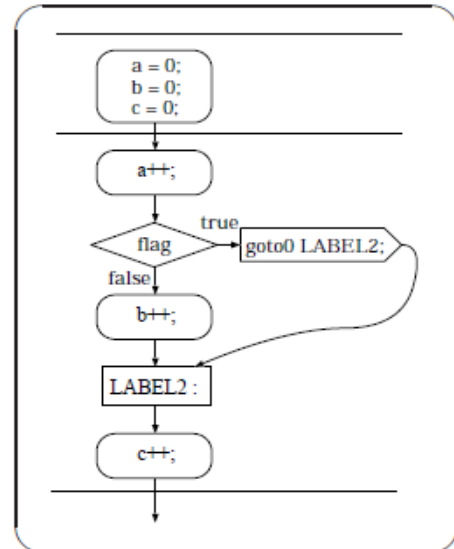 a = 0;
b = 0;
c = 0;
a++;
flag
true
goto0 LABEL2;
false
b++;
LABEL2 :
c++;